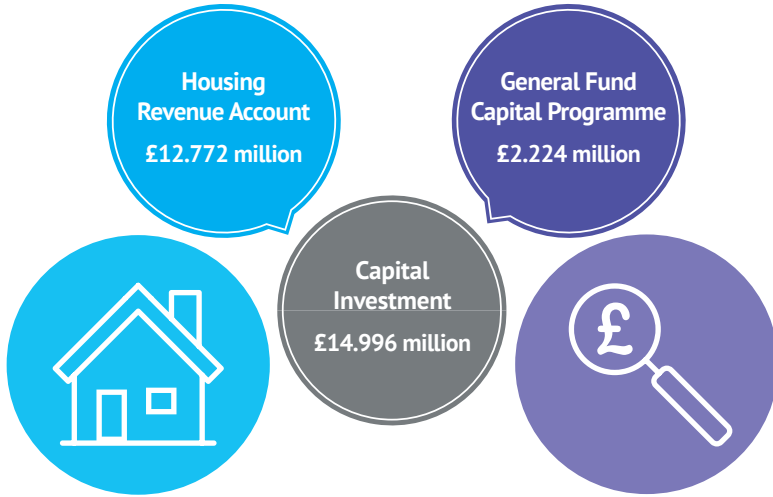 Housing
Revenue Account
£12.772 million
General Fund
Capital Programme
£2.224 million
Capital
Investment
£14.996 million
£